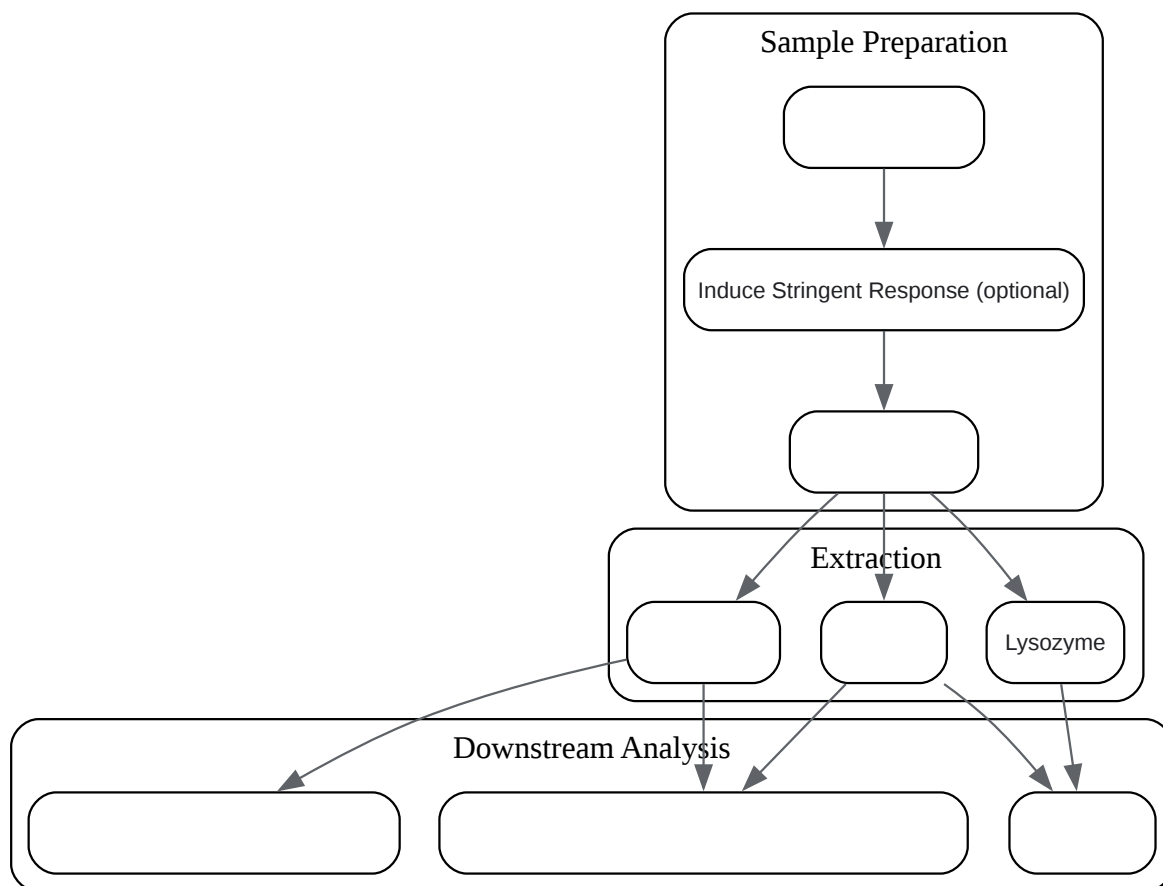 Sample Preparation
Induce Stringent Response (optional)
Extraction
Lysozyme
Downstream Analysis